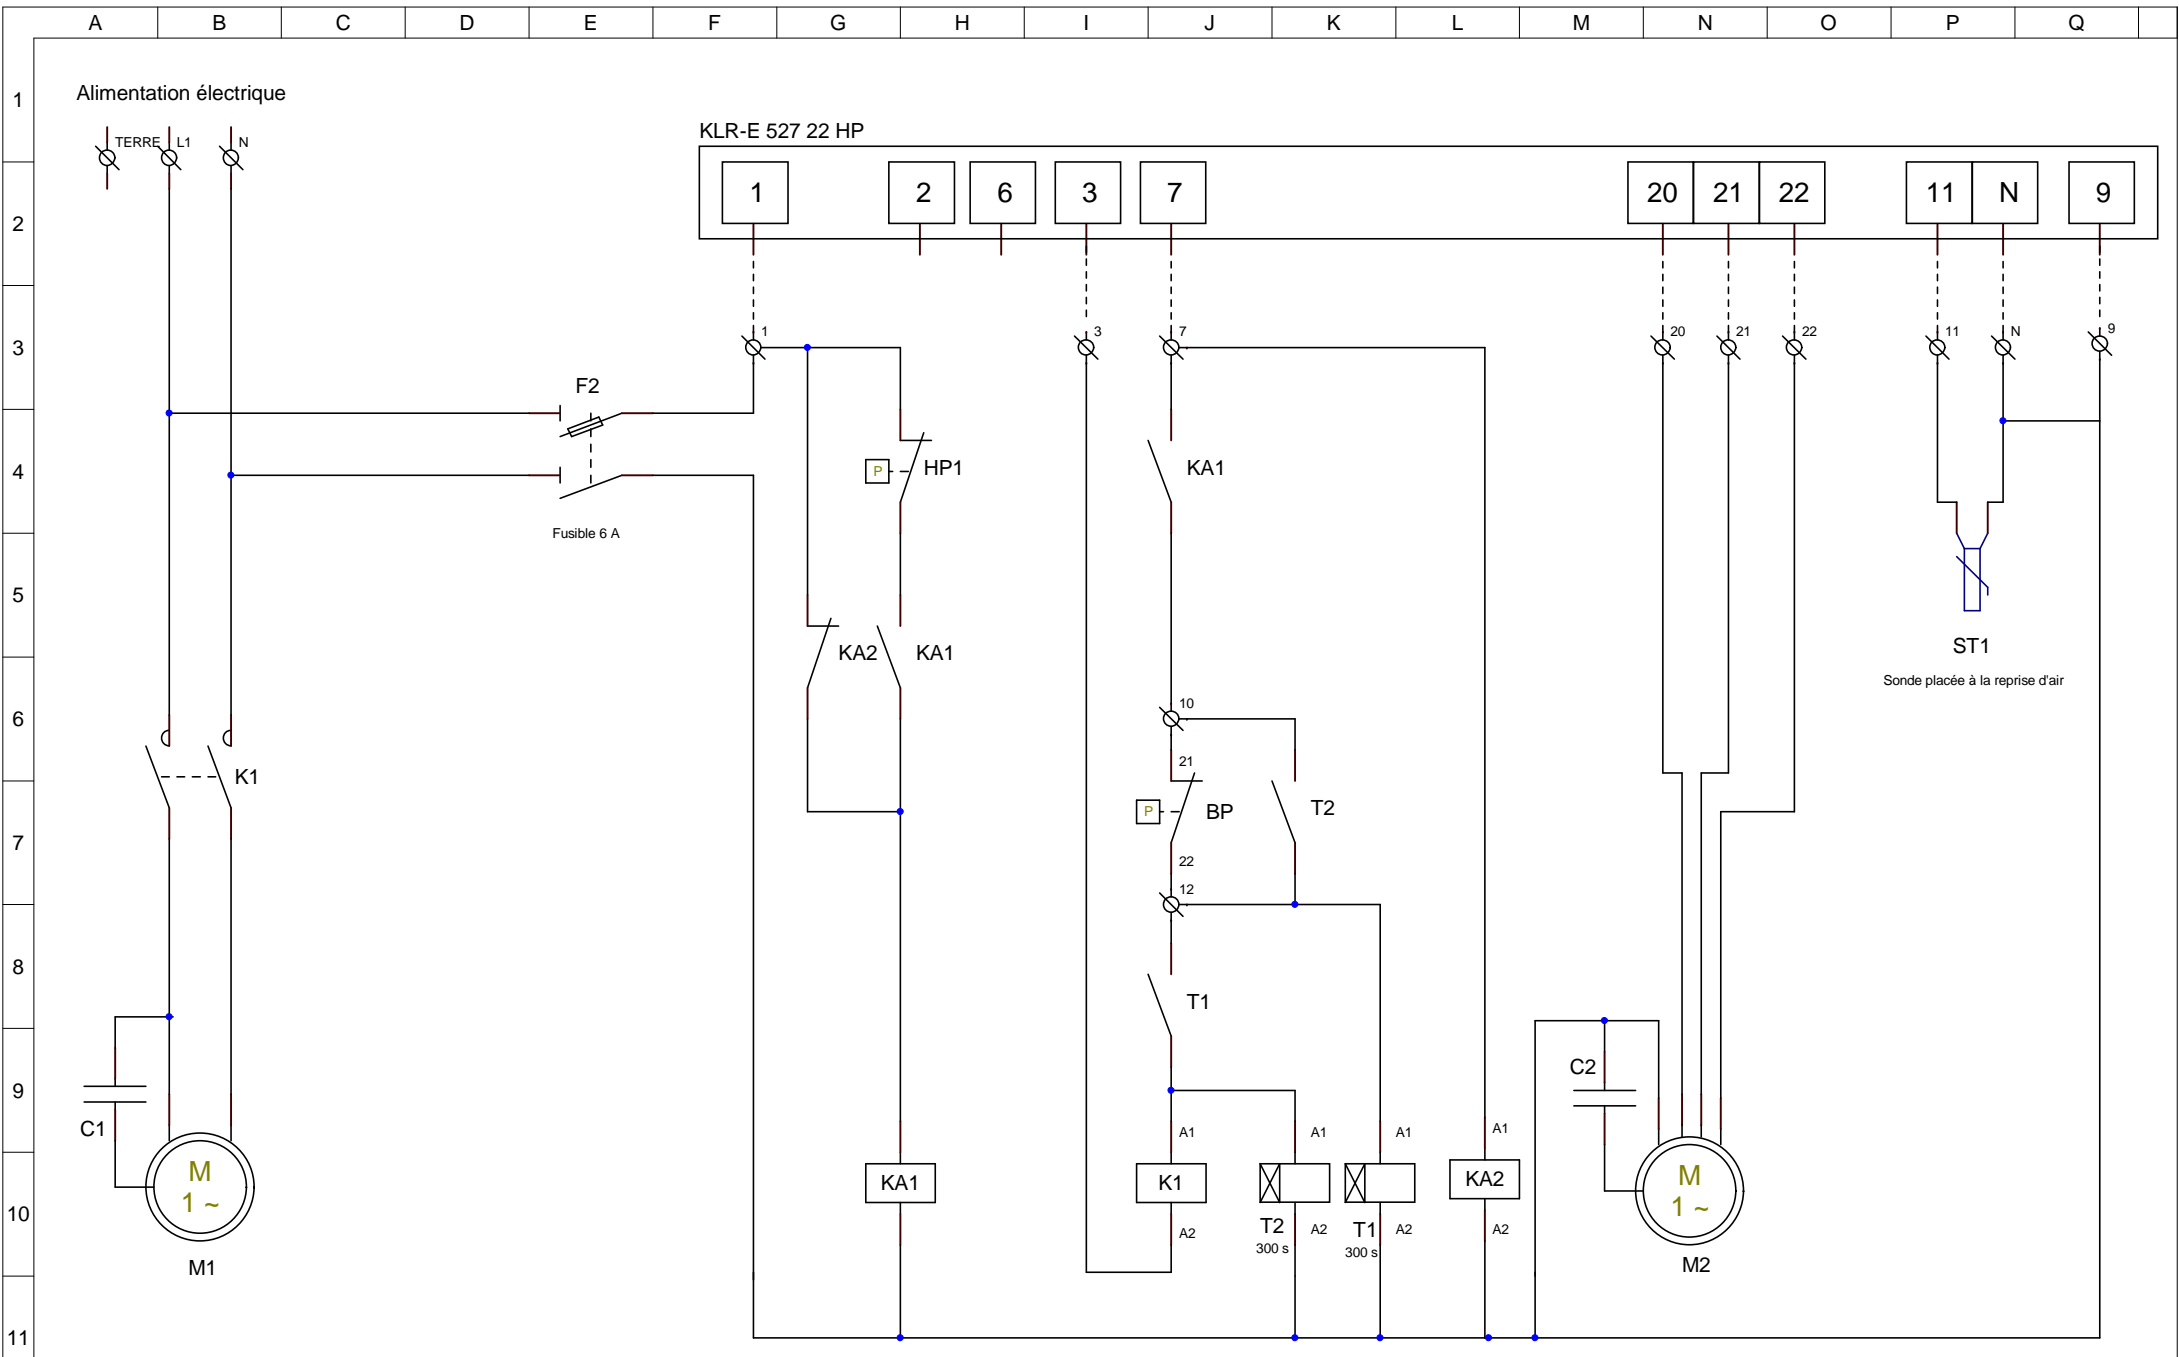 A B C D E F G H I J K L M N O P Q
1
Alimentation électrique
TERRE L1 N
KLR-E 527 22 HP
2
1 2 6 3 7 20 21 22 11 N 9
3
1 3 7 20 21 22 11 N 9
F2
4
P HP1 KA1
Fusible 6 A
5
KA2 KA1
ST1
Sonde placée à la reprise d'air
6
10
K1
21
7
P BP T2
22
12
8
T1
9
C1
C2
A1 A1 A1 A1
10
M
1 ~
KA1 K1 KA2
M
1 ~
A2 T2 A2 T1 A2 A2
300 s 300 s
M1 M2
11